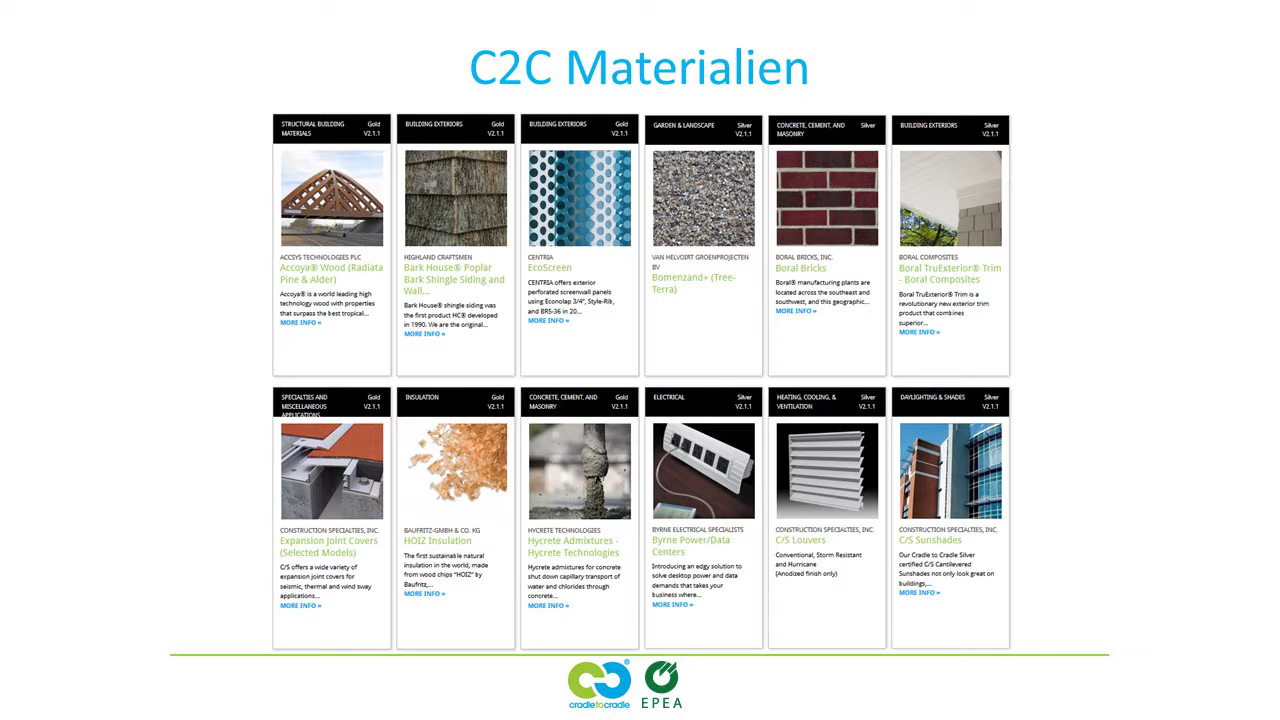 C2C Materialien
STRUCTURAL BUILDING Gold
MATERIALS V2.1.1
ACCSYS TECHNOLOGIES PLC
Accoya® Wood (Radiata
Pine & Alder)
Accoya® is a world leading high
technology wood with properties
that surpass the best tropical...
MORE INFO »
BUILDING EXTERIORS Gold
V2.1.1
HIGHLAND CRAFTSMEN
Bark House® Poplar
Bark Shingle Siding and
Wall...
Bark House® shingle siding was
the first product HC® developed
in 1990. We are the original...
MORE INFO »
BUILDING EXTERIORS Gold
V2.1.1
CENTRIA
EcoScreen
CENTRIA offers exterior
perforated screenwall panels
using Econolap 3/4", Style-Rib,
and BR5-36 in 20...
MORE INFO »
GARDEN & LANDSCAPE Silver
V2.1.1
VAN HELVOIRT GROENPROJECTEN
BV
Bomenzand+ (Tree-
Terra)
CONCRETE, CEMENT, AND Silver
MASONRY
BORAL BRICKS, INC.
Boral Bricks
Boral® manufacturing plants are
located across the southeast and
southwest, and this geographic...
MORE INFO »
BUILDING EXTERIORS Silver
V2.1.1
BORAL COMPOSITES
Boral TruExterior® Trim
- Boral Composites
Boral TruExterior® Trim is a
revolutionary new exterior trim
product that combines
superior...
MORE INFO »
SPECIALTIES AND Gold
MISCELLANEOUS V2.1.1
APPLICATIONS
CONSTRUCTION SPECIALTIES, INC.
Expansion Joint Covers
(Selected Models)
C/S offers a wide variety of
expansion joint covers for
seismic, thermal and wind sway
applications...
MORE INFO »
INSULATION Gold
V2.1.1
BAUFRITZ-GMBH & CO. KG
HOIZ Insulation
The first sustainable natural
insulation in the world, made
from wood chips "HOIZ" by
Baufritz,...
MORE INFO »
CONCRETE, CEMENT, AND Gold
MASONRY V2.1.1
HYCRETE TECHNOLOGIES
Hycrete Admixtures -
Hycrete Technologies
Hycrete admixtures for concrete
shut down capillary transport of
water and chlorides through
concrete...
MORE INFO »
ELECTRICAL Silver
V2.1.1
BYRNE ELECTRICAL SPECIALISTS
Byrne Power/Data
Centers
Introducing an edgy solution to
solve desktop power and data
demands that takes your
business where...
MORE INFO »
HEATING, COOLING, & Silver
VENTILATION V2.1.1
CONSTRUCTION SPECIALTIES, INC.
C/S Louvers
Conventional, Storm Resistant
and Hurricane
(Anodized finish only)
DAYLIGHTING & SHADES Silver
V2.1.1
CONSTRUCTION SPECIALTIES, INC.
C/S Sunshades
Our Cradle to Cradle Silver
certified C/S Cantilevered
Sunshades not only look great on
buildings,...
MORE INFO »
cradletocradle ®
EPEA